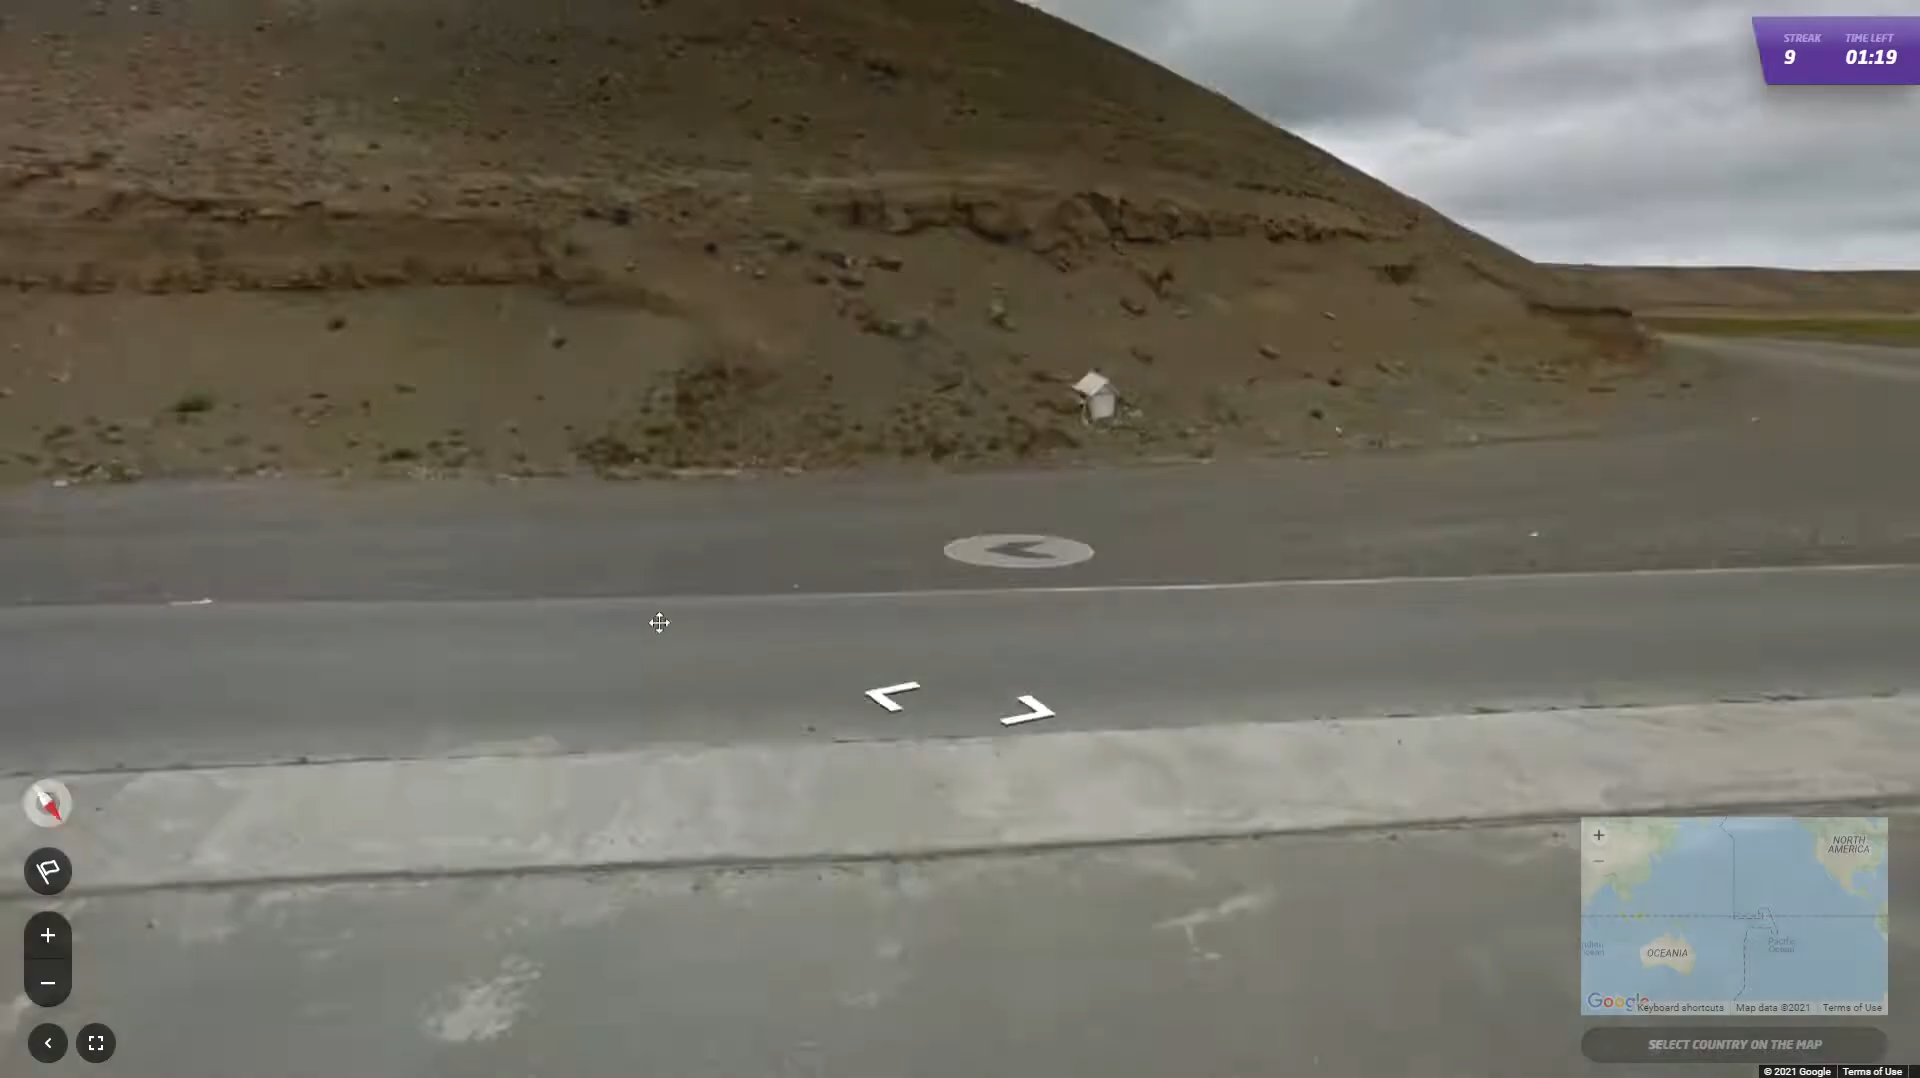 STREAK
TIME LEFT
9
01:19
NORTH
AMERICA
Pacific
Ocean
OCEANIA
Google
Keyboard shortcuts
Map data ©2021
Terms of Use
SELECT COUNTRY ON THE MAP
© 2021 Google
Terms of Use